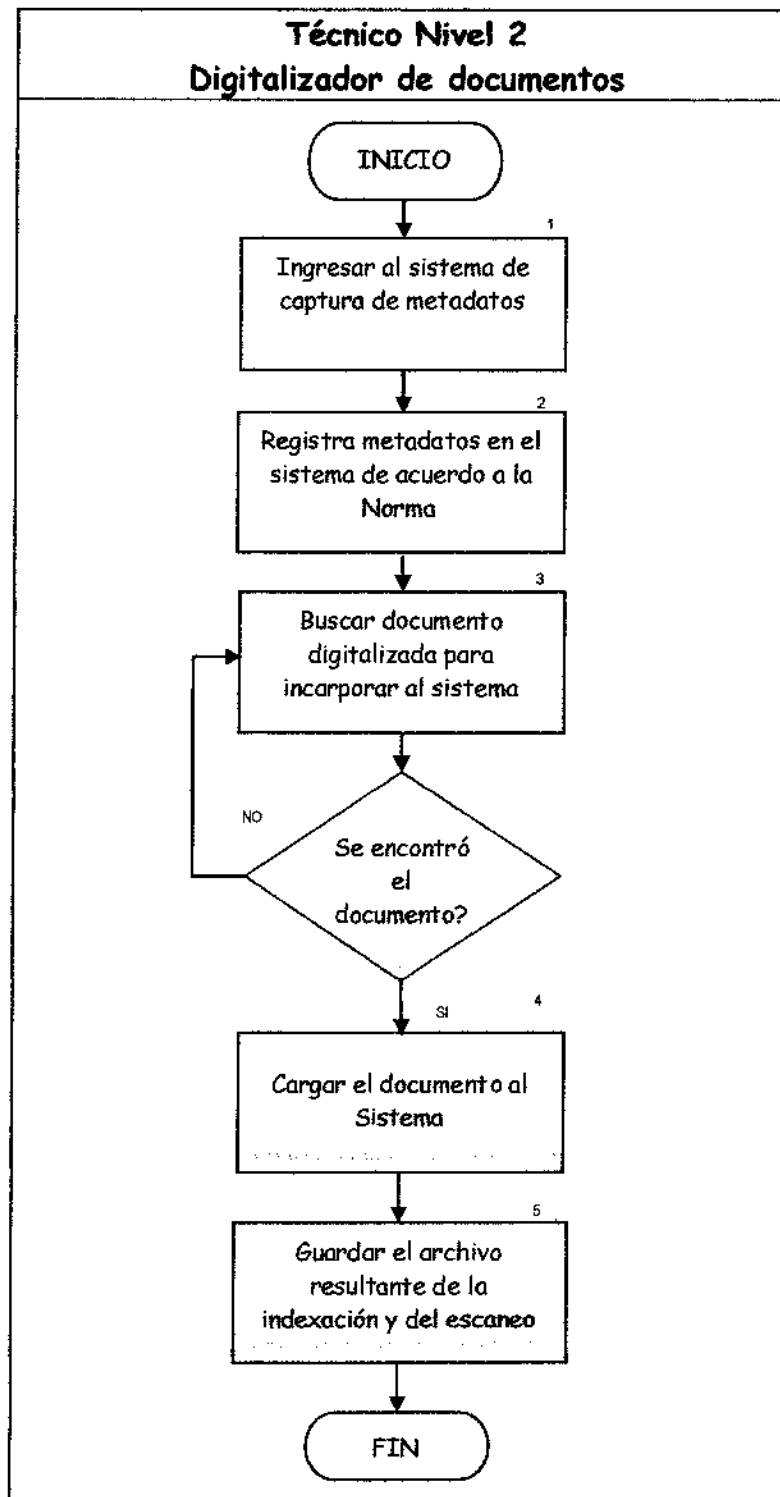 Técnico Nivel 2
Digitalizador de documentos
INICIO
1
Ingresar al sistema de
captura de metadatos
2
Registra metadatos en el
sistema de acuerdo a la
Norma
3
Buscar documento
digitalizada para
incarporar al sistema
NO
Se encontró
el
documento?
SI
4
Cargar el documento al
Sistema
5
Guardar el archivo
resultante de la
indexación y del escaneo
FIN